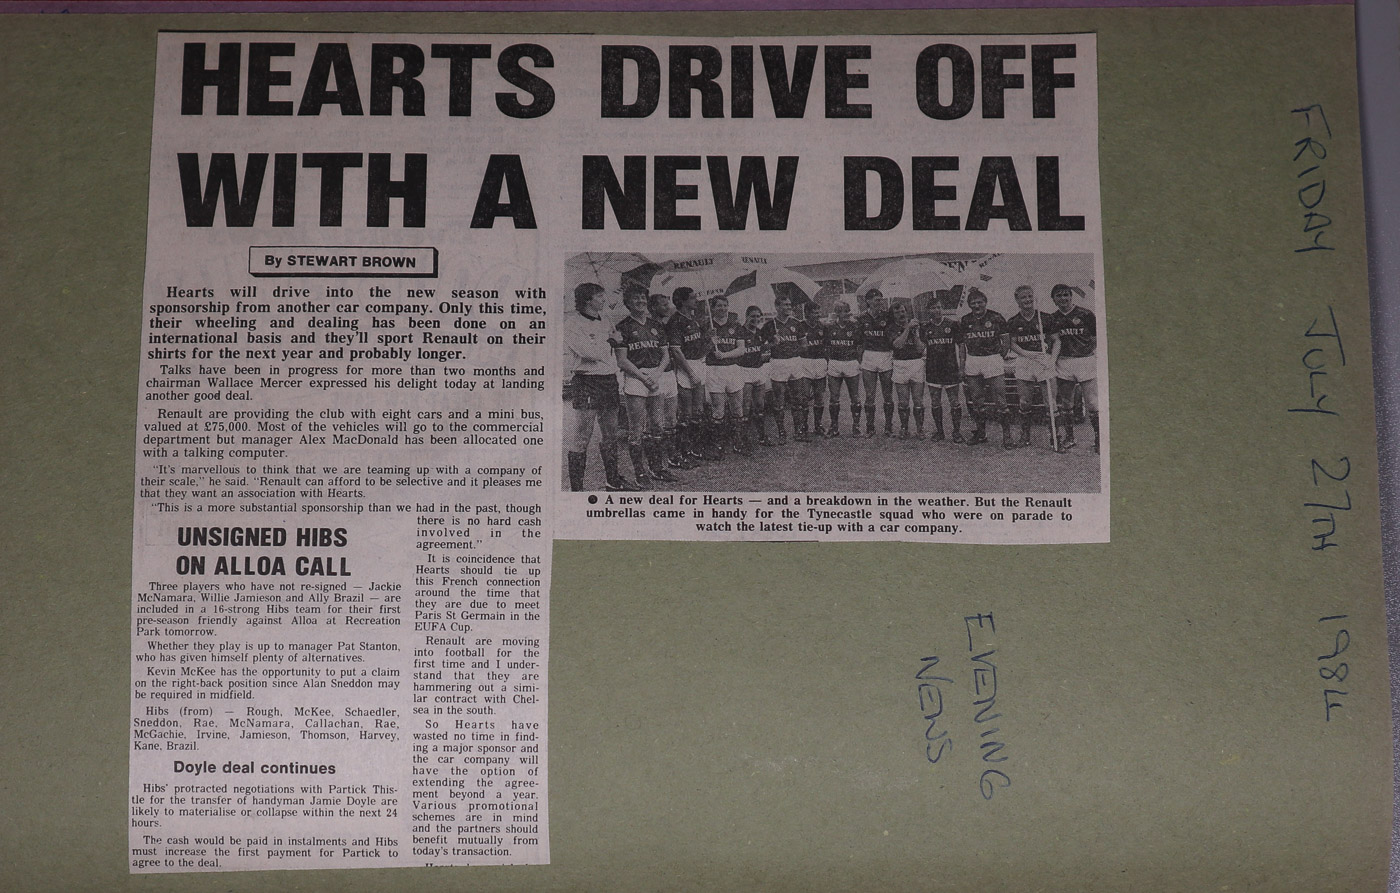 HEARTS DRIVE OFF
WITH A NEW DEAL
By STEWART BROWN
Hearts will drive into the new season with
sponsorship from another car company. Only this time,
their wheeling and dealing has been done on an
international basis and they'll sport Renault on their
shirts for the next year and probably longer.
Talks have been in progress for more than two months and
chairman Wallace Mercer expressed his delight today at landing
another good deal.
Renault are providing the club with eight cars and a mini bus,
valued at £75,000. Most of the vehicles will go to the commercial
department but manager Alex MacDonald has been allocated one
with a talking computer.
"It's marvellous to think that we are teaming up with a company of
their scale," he said. "Renault can afford to be selective and it pleases me
that they want an association with Hearts.
"This is a more substantial sponsorship than we had in the past, though
there is no hard cash
involved in the
agreement."
It is coincidence that
Hearts should tie up
this French connection
around the time that
they are due to meet
Paris St Germain in the
EUFA Cup.
Renault are moving
into football for the
first time and I under-
stand that they are
hammering out a simi-
lar contract with Chel-
sea in the south.
So Hearts have
wasted no time in find-
ing a major sponsor and
the car company will
have the option of
extending the agree-
ment beyond a year.
Various promotional
schemes are in mind
and the partners should
benefit mutually from
today's transaction.
UNSIGNED HIBS
ON ALLOA CALL
Three players who have not re-signed — Jackie
McNamara, Willie Jamieson and Ally Brazil — are
included in a 16-strong Hibs team for their first
pre-season friendly against Alloa at Recreation
Park tomorrow.
Whether they play is up to manager Pat Stanton,
who has given himself plenty of alternatives.
Kevin McKee has the opportunity to put a claim
on the right-back position since Alan Sneddon may
be required in midfield.
Hibs (from) — Rough, McKee, Schaedler,
Sneddon, Rae, McNamara, Callachan, Rae,
McGachie, Irvine, Jamieson, Thomson, Harvey,
Kane, Brazil.
Doyle deal continues
Hibs' protracted negotiations with Partick This-
tle for the transfer of handyman Jamie Doyle are
likely to materialise or collapse within the next 24
hours.
The cash would be paid in instalments and Hibs
must increase the first payment for Partick to
agree to the deal.
RENAULT
RENAULT
● A new deal for Hearts — and a breakdown in the weather. But the Renault
umbrellas came in handy for the Tynecastle squad who were on parade to
watch the latest tie-up with a car company.
EVENING
NEWS
FRIDAY JULY 27TH 1984